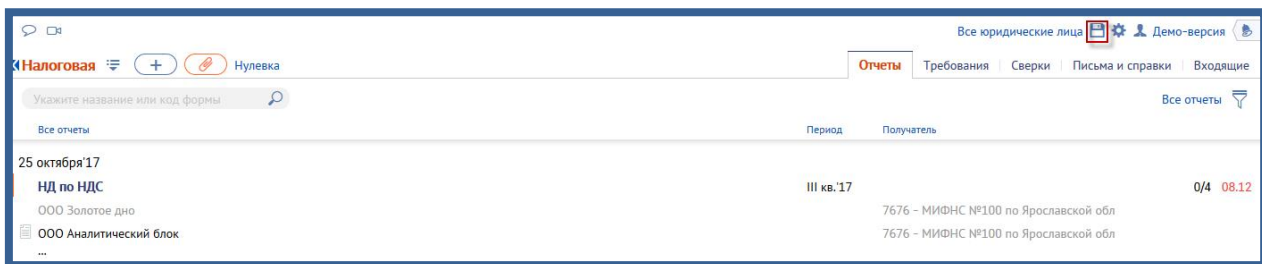 Все юридические лица Демо-версия
Налоговая + Нулевка Отчеты Требования Сверки Письма и справки Входящие
Укажите название или код формы Все отчеты
Все отчеты Период Получатель
25 октября'17
НД по НДС III кв.'17 0/4 08.12
ООО Золотое дно 7676 - МИФНС №100 по Ярославской обл
ООО Аналитический блок 7676 - МИФНС №100 по Ярославской обл
...